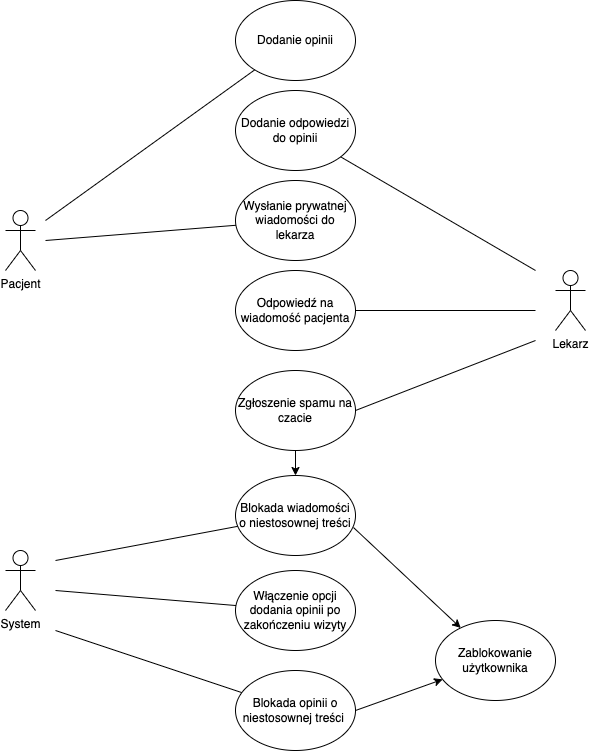 Dodanie opinii
Dodanie odpowiedzi
do opinii
Wysłanie prywatnej
wiadomości do
lekarza
Pacjent
Odpowiedź na
wiadomość pacjenta
Lekarz
Zgłoszenie spamu na
czacie
Blokada wiadomości
o niestosownej treści
Włączenie opcji
dodania opinii po
zakończeniu wizyty
System
Zablokowanie
użytkownika
Blokada opinii o
niestosownej treści